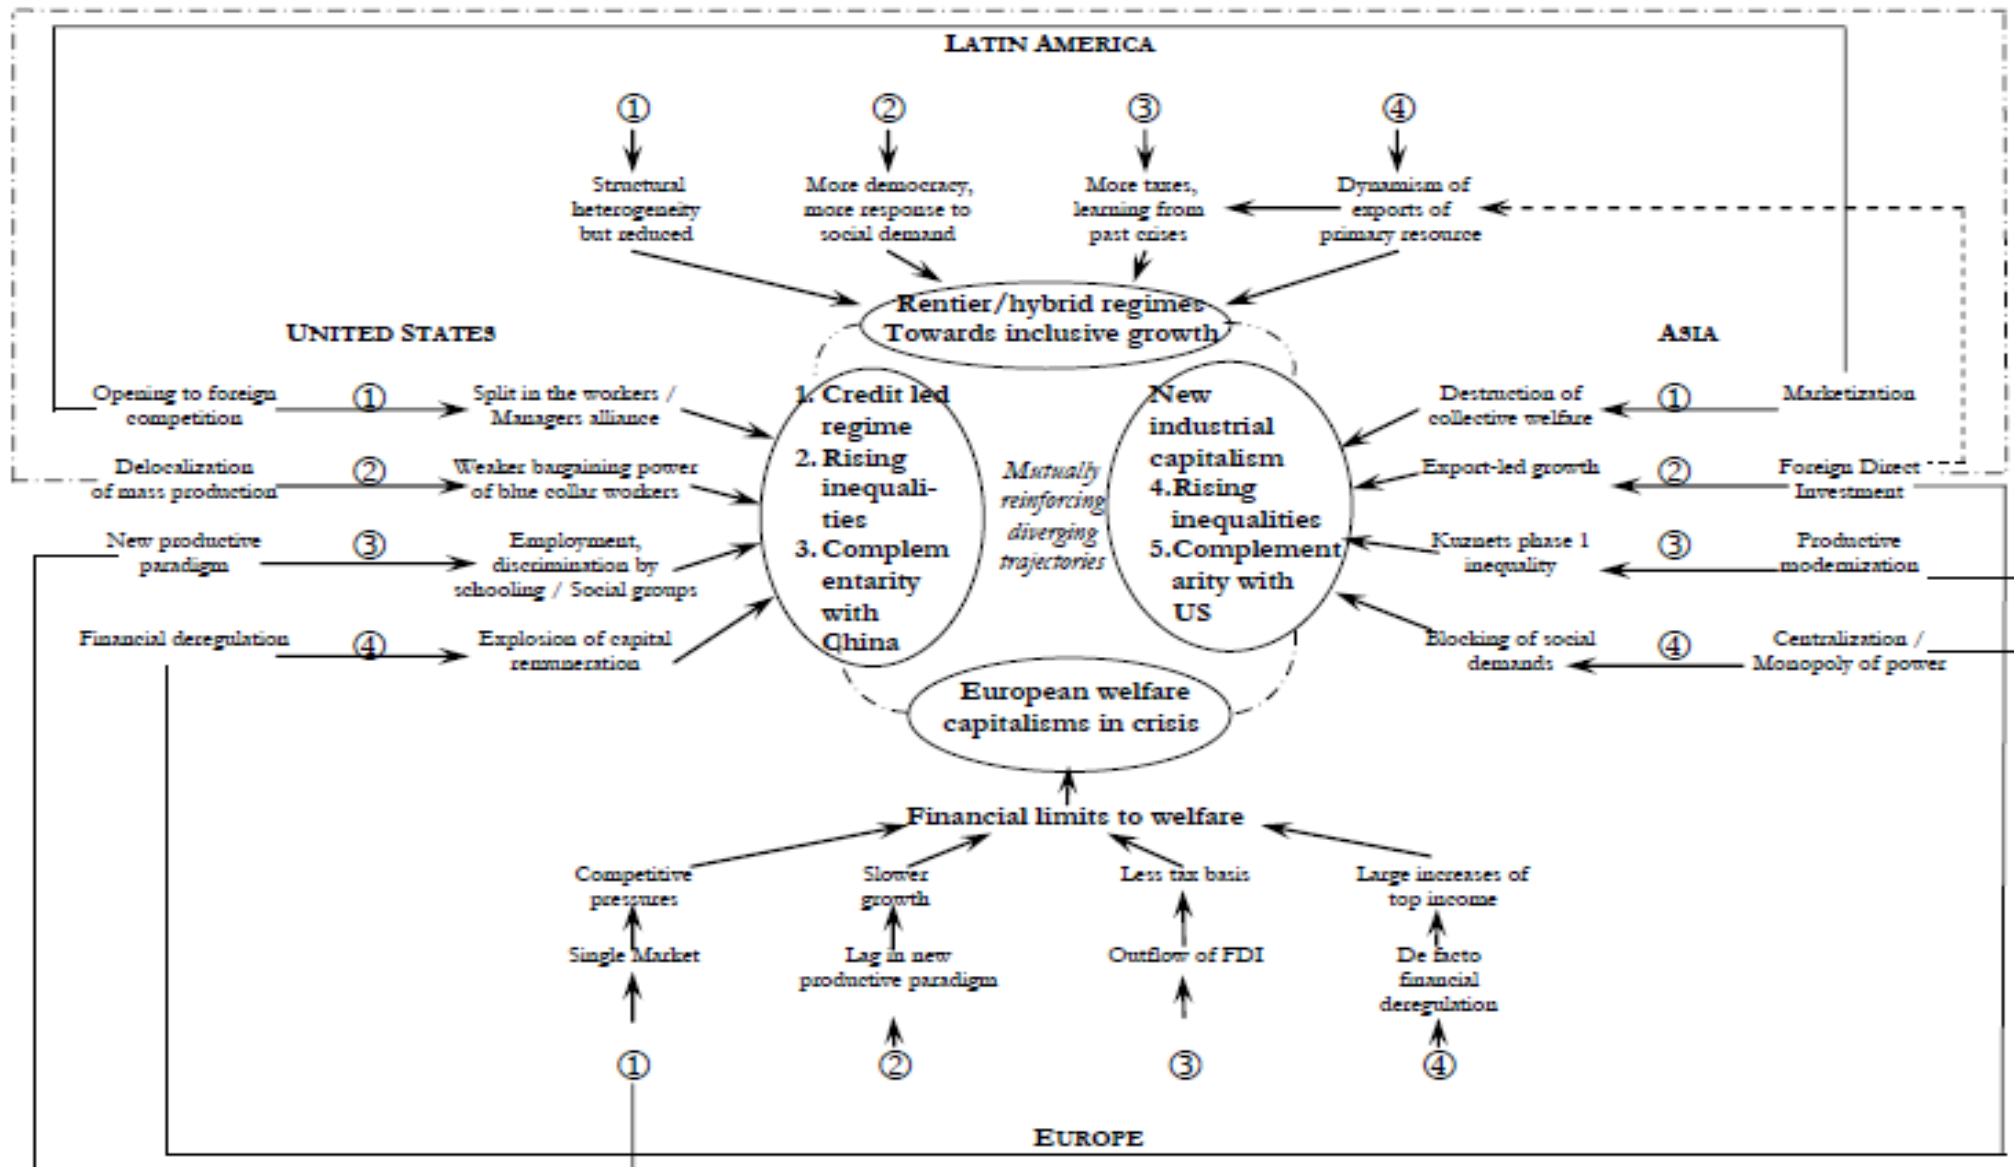 LATIN AMERICA
① ② ③ ④
Structural
heterogeneity
but reduced
More democracy,
more response to
social demand
More taxes,
learning from
past crises
Dynamism of
exports of
primary resource
Rentier/hybrid regimes
Towards inclusive growth
UNITED STATES
Opening to foreign
competition
①
Split in the workers /
Managers alliance
Delocalization
of mass production
②
Weaker bargaining power
of blue collar workers
New productive
paradigm
③
Employment,
discrimination by
schooling / Social groups
Financial deregulation
④
Explosion of capital
remuneration
1. Credit led
regime
2. Rising
inequali-
ties
3. Complem
entarity
with
China
Mutually
reinforcing
diverging
trajectories
New
industrial
capitalism
4.Rising
inequalities
5.Complement
arity with
US
ASIA
Destruction of
collective welfare
①
Marketization
Export-led growth
②
Foreign Direct
Investment
Kuznets phase 1
inequality
③
Productive
modernization
Blocking of social
demands
④
Centralization /
Monopoly of power
European welfare
capitalisms in crisis
Financial limits to welfare
Competitive
pressures
Slower
growth
Less tax basis
Large increases of
top income
Single Market
Lag in new
productive paradigm
Outflow of FDI
De facto
financial
deregulation
① ② ③ ④
EUROPE